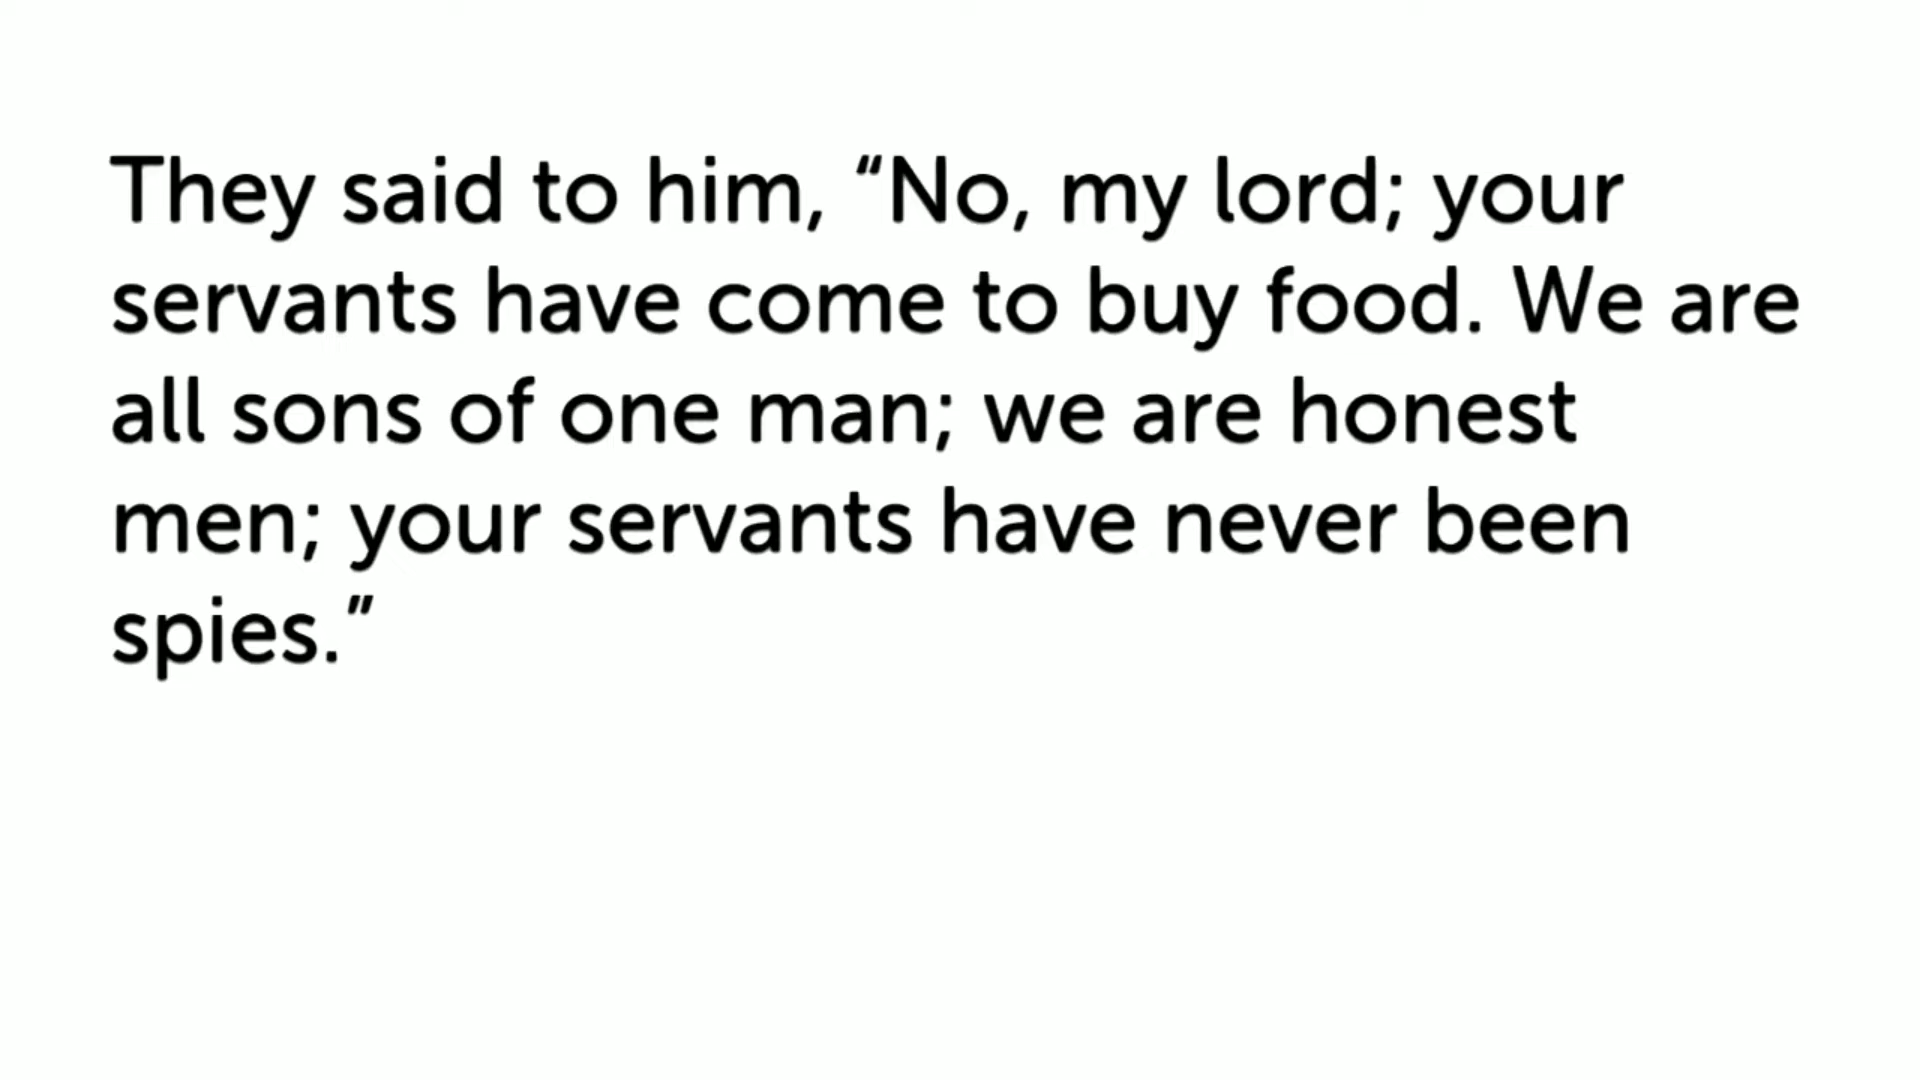 They said to him, “No, my lord; your
servants have come to buy food. We are
all sons of one man; we are honest
men; your servants have never been
spies.”